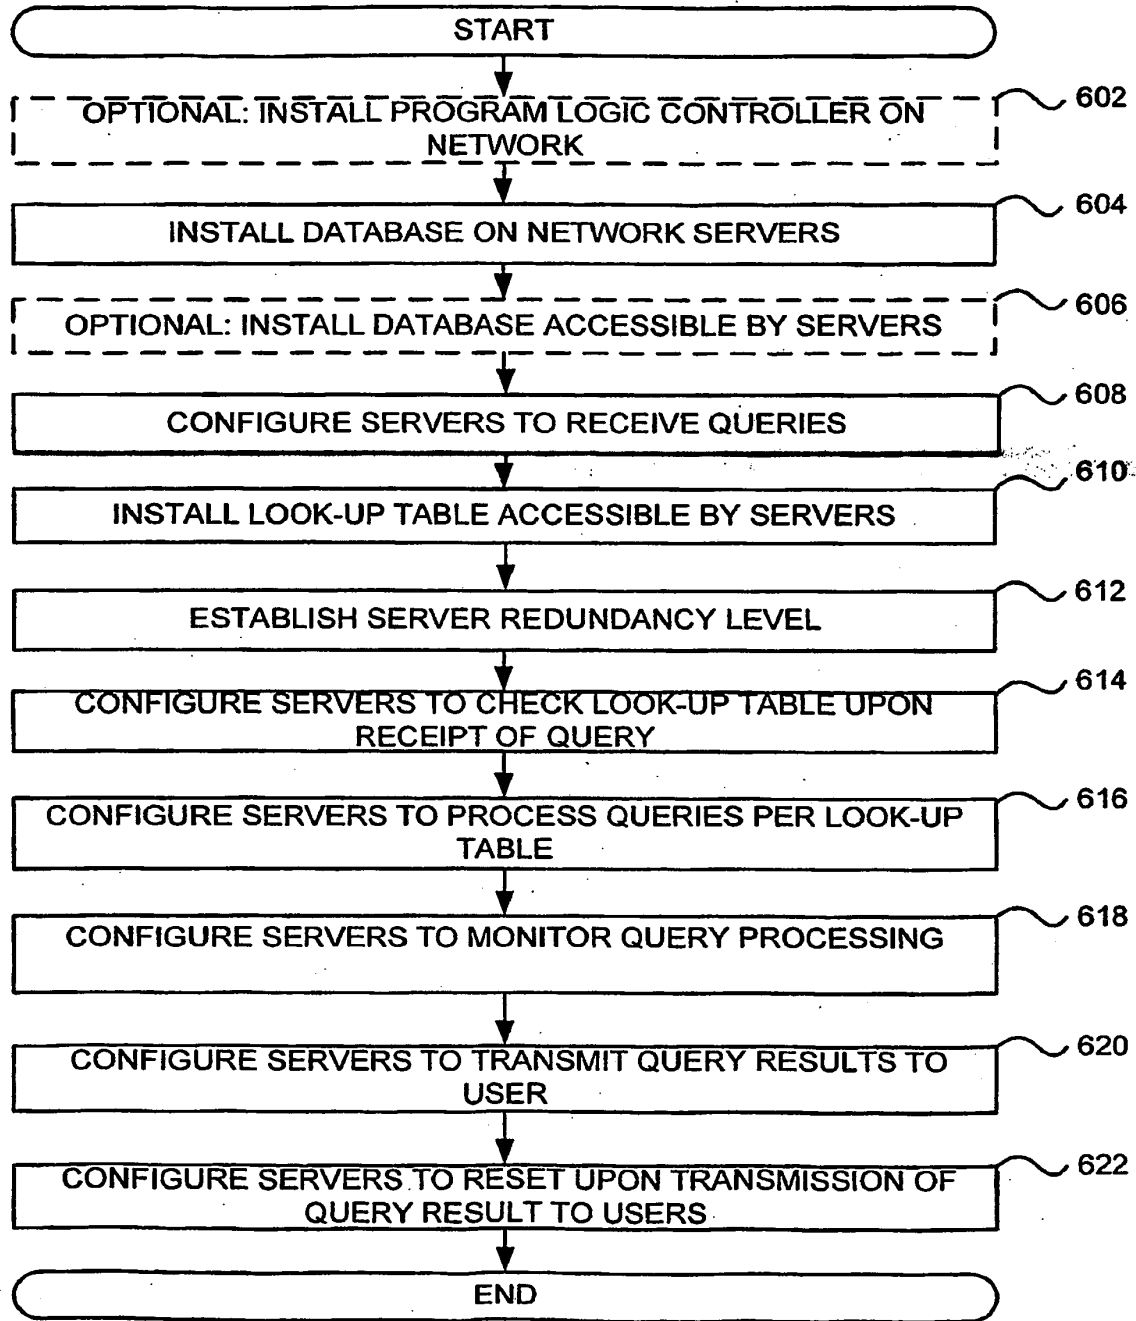 START
602
OPTIONAL: INSTALL PROGRAM LOGIC CONTROLLER ON
NETWORK
604
INSTALL DATABASE ON NETWORK SERVERS
606
OPTIONAL: INSTALL DATABASE ACCESSIBLE BY SERVERS
608
CONFIGURE SERVERS TO RECEIVE QUERIES
610
INSTALL LOOK-UP TABLE ACCESSIBLE BY SERVERS
612
ESTABLISH SERVER REDUNDANCY LEVEL
614
CONFIGURE SERVERS TO CHECK LOOK-UP TABLE UPON
RECEIPT OF QUERY
616
CONFIGURE SERVERS TO PROCESS QUERIES PER LOOK-UP
TABLE
618
CONFIGURE SERVERS TO MONITOR QUERY PROCESSING
620
CONFIGURE SERVERS TO TRANSMIT QUERY RESULTS TO
USER
622
CONFIGURE SERVERS TO RESET UPON TRANSMISSION OF
QUERY RESULT TO USERS
END